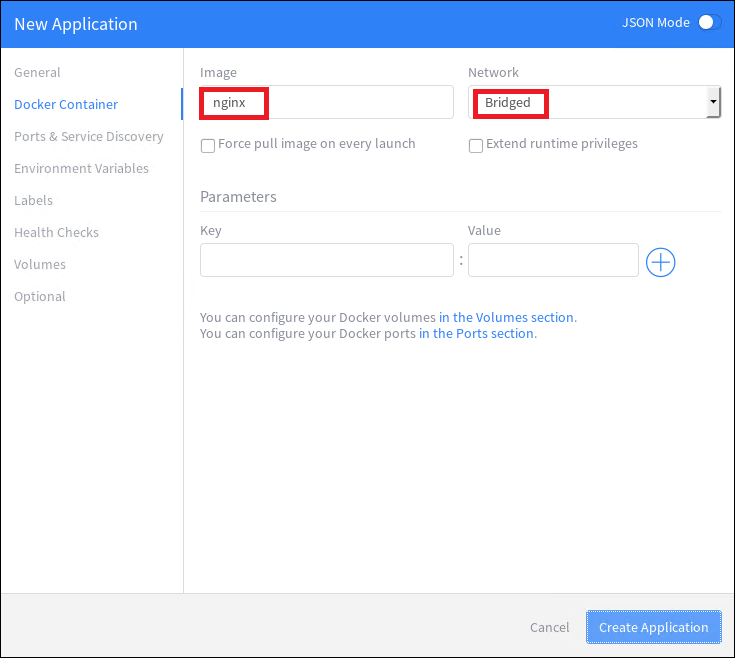 New Application
JSON Mode
General
Docker Container
Ports & Service Discovery
Environment Variables
Labels
Health Checks
Volumes
Optional
Image
Network
nginx
Bridged
Force pull image on every launch
Extend runtime privileges
Parameters
Key
Value
:
You can configure your Docker volumes in the Volumes section.
You can configure your Docker ports in the Ports section.
Cancel
Create Application